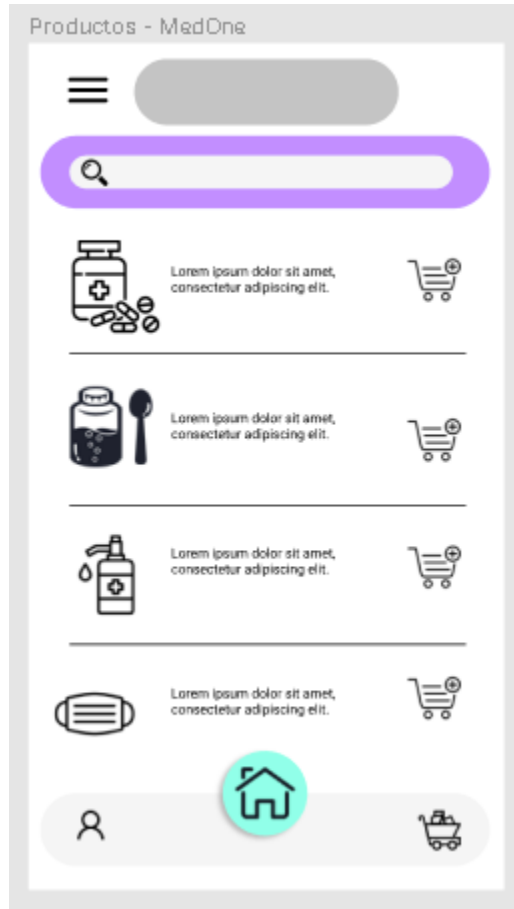 Productos - MedOne
Lorem ipsum dolor sit amet,
consectetur adipiscing elit.
Lorem ipsum dolor sit amet,
consectetur adipiscing elit.
Lorem ipsum dolor sit amet,
consectetur adipiscing elit.
Lorem ipsum dolor sit amet,
consectetur adipiscing elit.